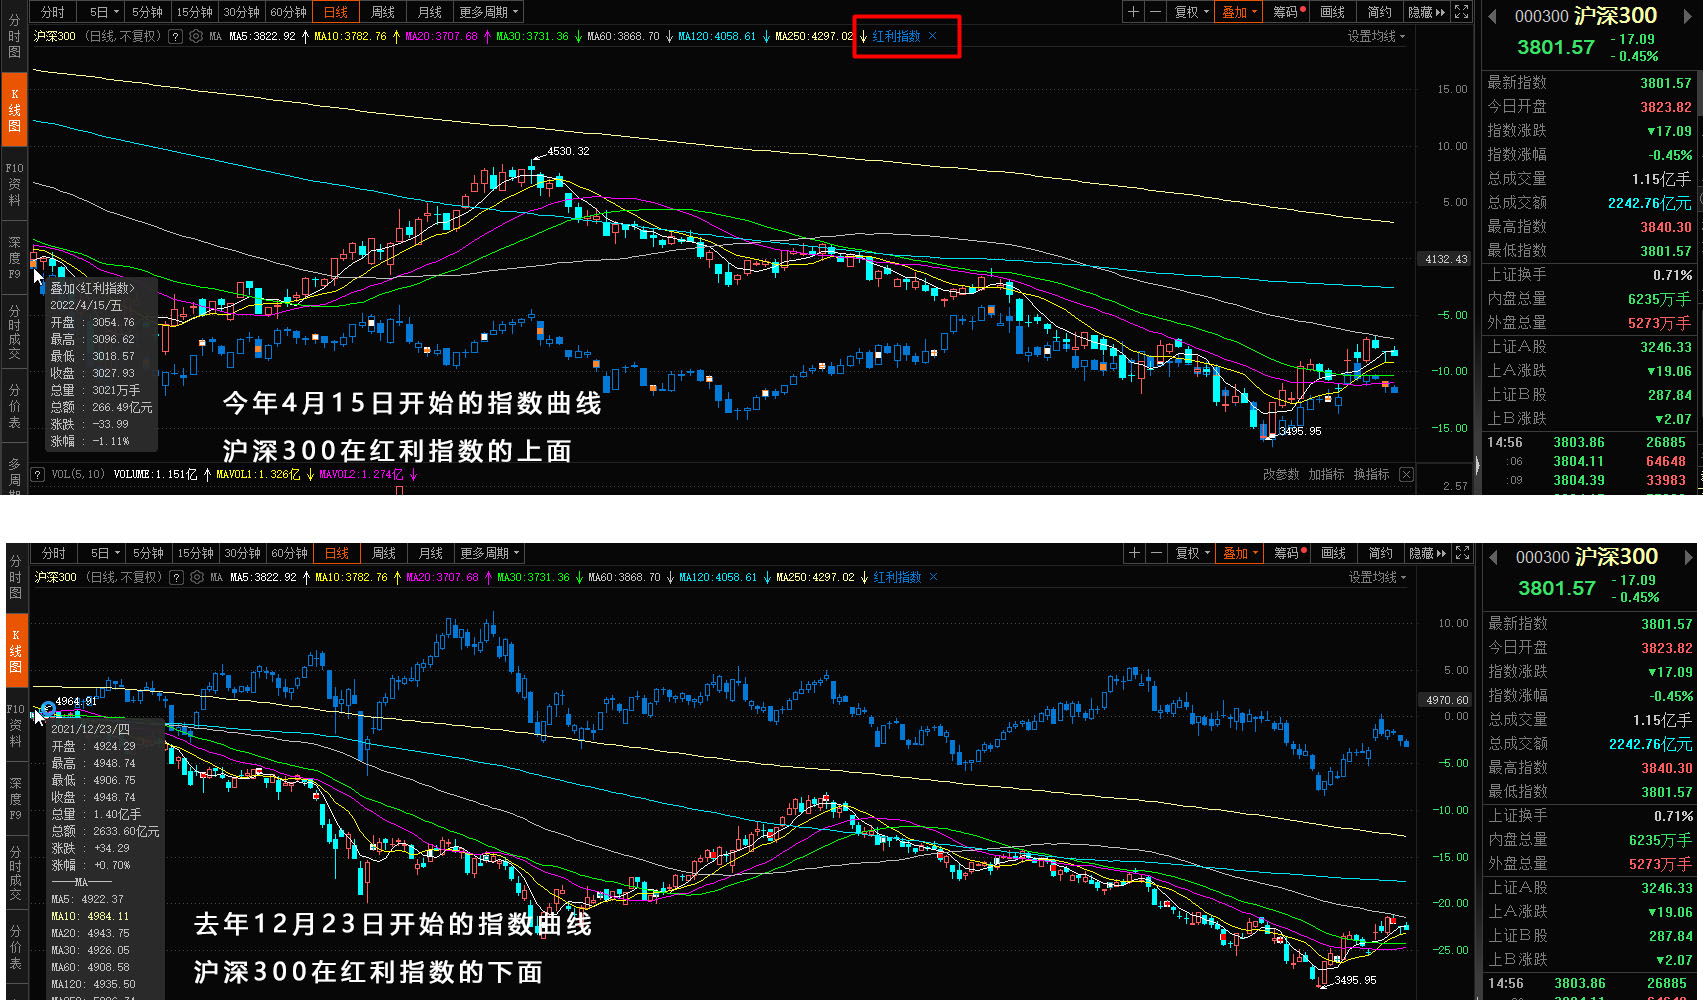 分时 5日 5分钟 15分钟 30分钟 60分钟 日线 周线 月线 更多周期 复权 叠加 筹码 画线 简约 隐藏
沪深300 (日线,不复权) ? MA MA5:3822.92 ↑ MA10:3782.76 ↑ MA20:3707.68 ↑ MA30:3731.36 ↓ MA60:3868.70 ↓ MA120:4058.61 ↓ MA250:4297.02 ↓ 红利指数 × 设置均线
分时图
K线图
F10资料
深度F9
分时成交
分价表
多周期
15.00
10.00
5.00
4132.43
-5.00
-10.00
-15.00
4530.32
3495.95
叠加<红利指数>
2022/4/15/五
开盘 : 3054.76
最高 : 3096.62
最低 : 3018.57
收盘 : 3027.93
总量 : 3021万手
总额 : 266.49亿元
涨跌 : -33.99
涨幅 : -1.11%
今年4月15日开始的指数曲线
沪深300在红利指数的上面
? VOL(5,10) VOLUME:1.151亿 ↑ MAVOL1:1.326亿 ↓ MAVOL2:1.274亿 ↓ 改参数 加指标 换指标
2.57
000300 沪深300
3801.57 -17.09
-0.45%
最新指数 3801.57
今日开盘 3823.82
指数涨跌 ▼17.09
指数涨幅 -0.45%
总成交量 1.15亿手
总成交额 2242.76亿元
最高指数 3840.30
最低指数 3801.57
上证换手 0.71%
内盘总量 6235万手
外盘总量 5273万手
上证A股 3246.33
上A涨跌 ▼19.06
上证B股 287.84
上B涨跌 ▼2.07
14:56 3803.86 26885
:06 3804.11 64648
:09 3804.39 33983
分时 5日 5分钟 15分钟 30分钟 60分钟 日线 周线 月线 更多周期 复权 叠加 筹码 画线 简约 隐藏
沪深300 (日线,不复权) ? MA MA5:3822.92 ↑ MA10:3782.76 ↑ MA20:3707.68 ↑ MA30:3731.36 ↓ MA60:3868.70 ↓ MA120:4058.61 ↓ MA250:4297.02 ↓ 红利指数 × 设置均线
分时图
K线图
F10资料
深度F9
分时成交
分价表
10.00
5.00
4970.60
0.00
-5.00
-10.00
-15.00
-20.00
-25.00
4964.91
3495.95
2021/12/23/四
开盘 : 4924.29
最高 : 4948.74
最低 : 4906.75
收盘 : 4948.74
总量 : 1.40亿手
总额 : 2633.60亿元
涨跌 : +34.29
涨幅 : +0.70%
MA
MA5: 4922.37
MA10: 4984.11
MA20: 4943.75
MA30: 4926.05
MA60: 4908.58
MA120: 4935.50
去年12月23日开始的指数曲线
沪深300在红利指数的下面
000300 沪深300
3801.57 -17.09
-0.45%
最新指数 3801.57
今日开盘 3823.82
指数涨跌 ▼17.09
指数涨幅 -0.45%
总成交量 1.15亿手
总成交额 2242.76亿元
最高指数 3840.30
最低指数 3801.57
上证换手 0.71%
内盘总量 6235万手
外盘总量 5273万手
上证A股 3246.33
上A涨跌 ▼19.06
上证B股 287.84
上B涨跌 ▼2.07
14:56 3803.86 26885